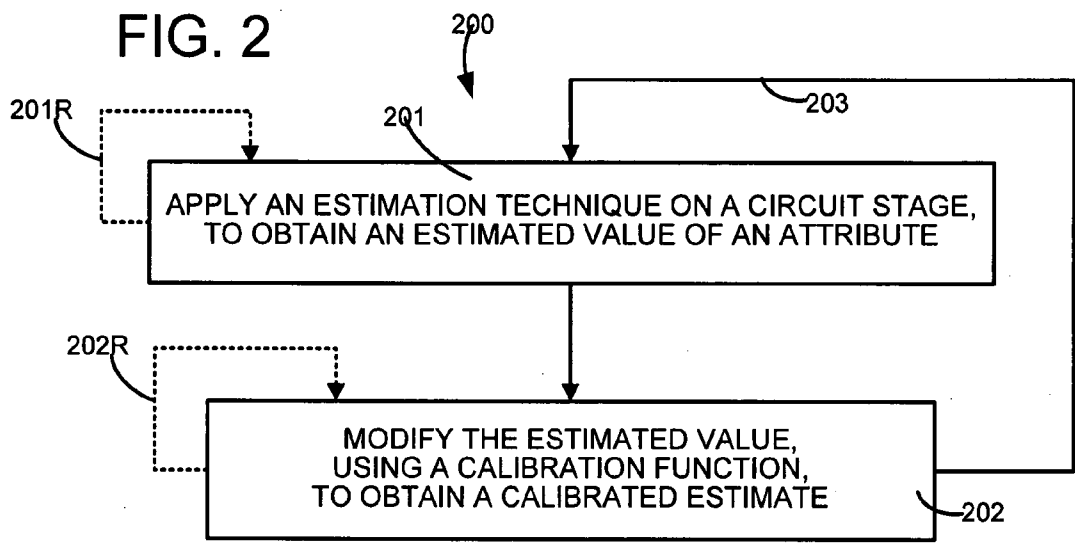 FIG. 2
200
203
201R
201
APPLY AN ESTIMATION TECHNIQUE ON A CIRCUIT STAGE,
TO OBTAIN AN ESTIMATED VALUE OF AN ATTRIBUTE
202R
MODIFY THE ESTIMATED VALUE,
USING A CALIBRATION FUNCTION,
TO OBTAIN A CALIBRATED ESTIMATE
202